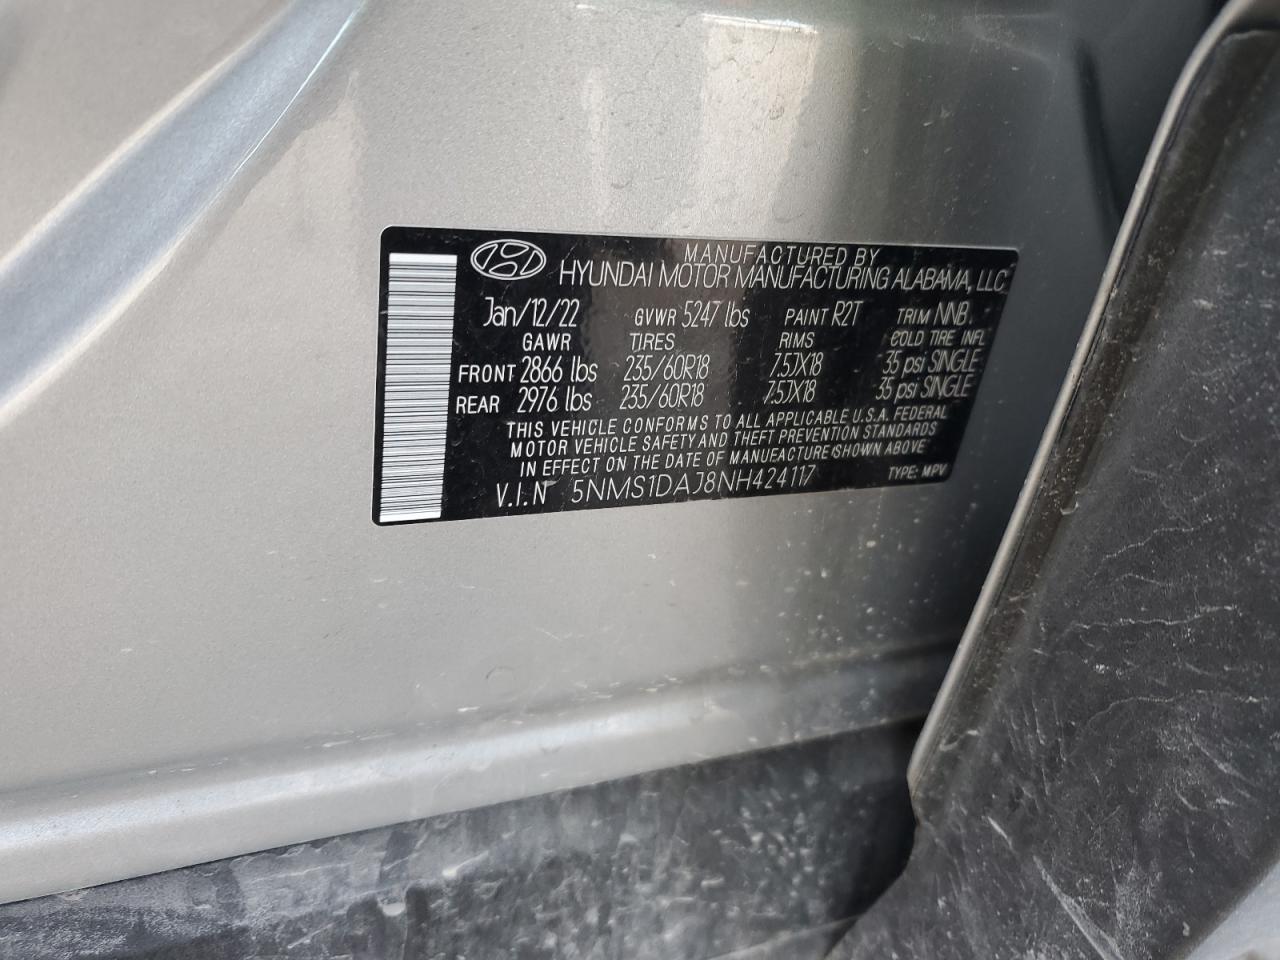 MANUFACTURED BY
HYUNDAI MOTOR MANUFACTURING ALABAMA, LLC
Jan/12/22 GVWR 5247 lbs PAINT R2T TRIM NNB
GAWR TIRES RIMS COLD TIRE INFL
FRONT 2866 lbs 235/60R18 7.5JX18 35 psi SINGLE
REAR 2976 lbs 235/60R18 7.5JX18 35 psi SINGLE
THIS VEHICLE CONFORMS TO ALL APPLICABLE U.S.A. FEDERAL
MOTOR VEHICLE SAFETY AND THEFT PREVENTION STANDARDS
IN EFFECT ON THE DATE OF MANUFACTURE SHOWN ABOVE
V.I.N 5NMS1DAJ8NH424117 TYPE: MPV